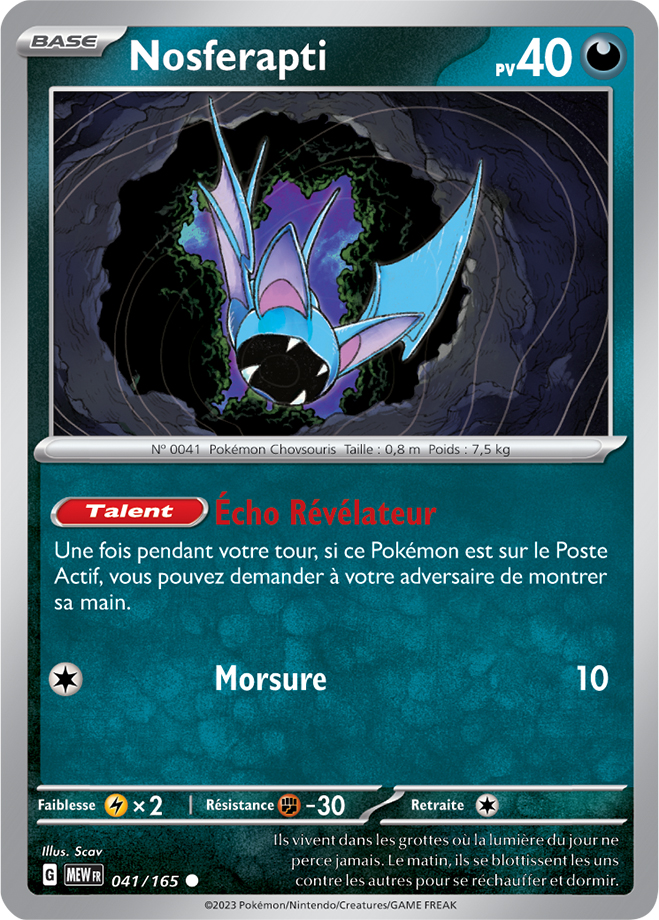 BASE
Nosferapti
PV 40
N° 0041 Pokémon Chovsouris Taille : 0,8 m Poids : 7,5 kg
Talent Écho Révélateur
Une fois pendant votre tour, si ce Pokémon est sur le Poste
Actif, vous pouvez demander à votre adversaire de montrer
sa main.
Morsure 10
Faiblesse ×2 Résistance -30 Retraite
Illus. Scav
G MEW FR 041/165
Ils vivent dans les grottes où la lumière du jour ne
perce jamais. Le matin, ils se blottissent les uns
contre les autres pour se réchauffer et dormir.
©2023 Pokémon/Nintendo/Creatures/GAME FREAK